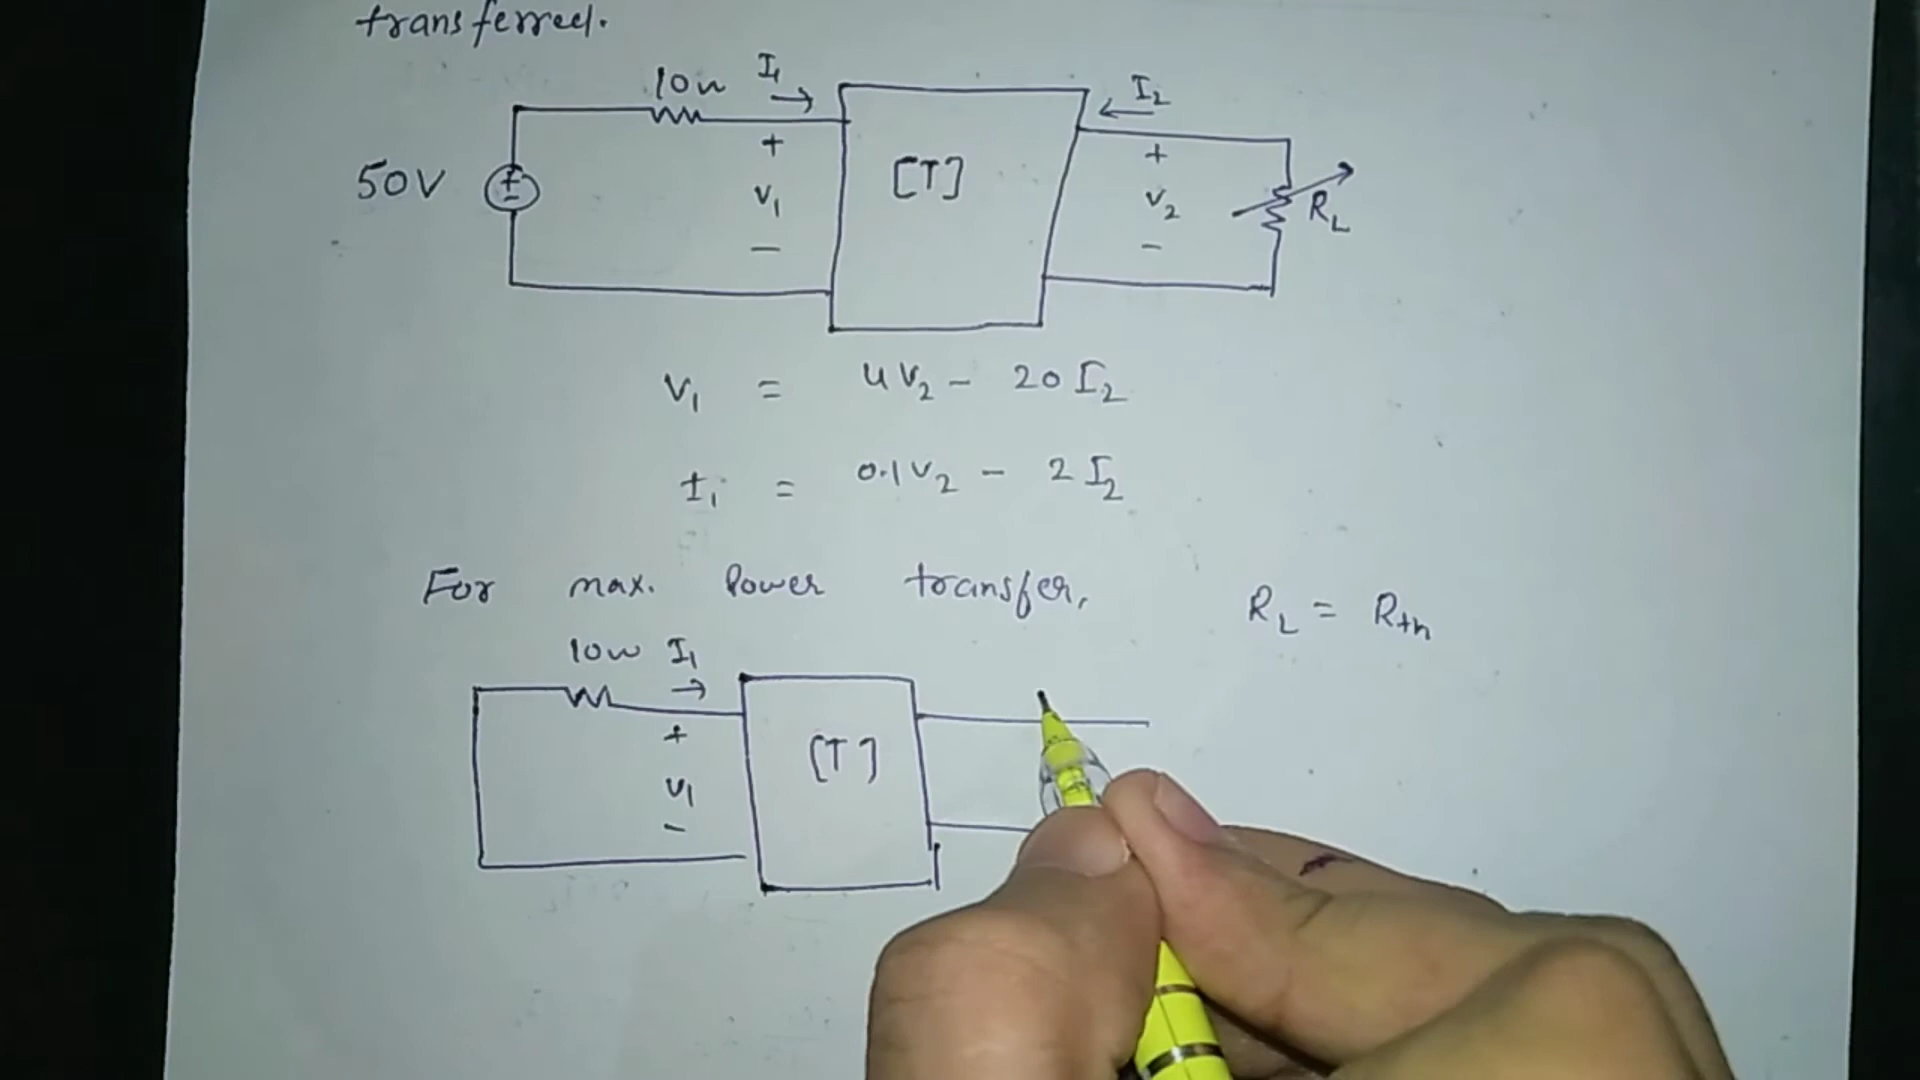 transferred.
10Ω I1 I2
50V + V1 - [T] + V2 - RL
V1 = 4V2 - 20I2
I1 = 0.1V2 - 2I2
For max. Power transfer, RL = Rth
10Ω I1
+ V1 - [T]